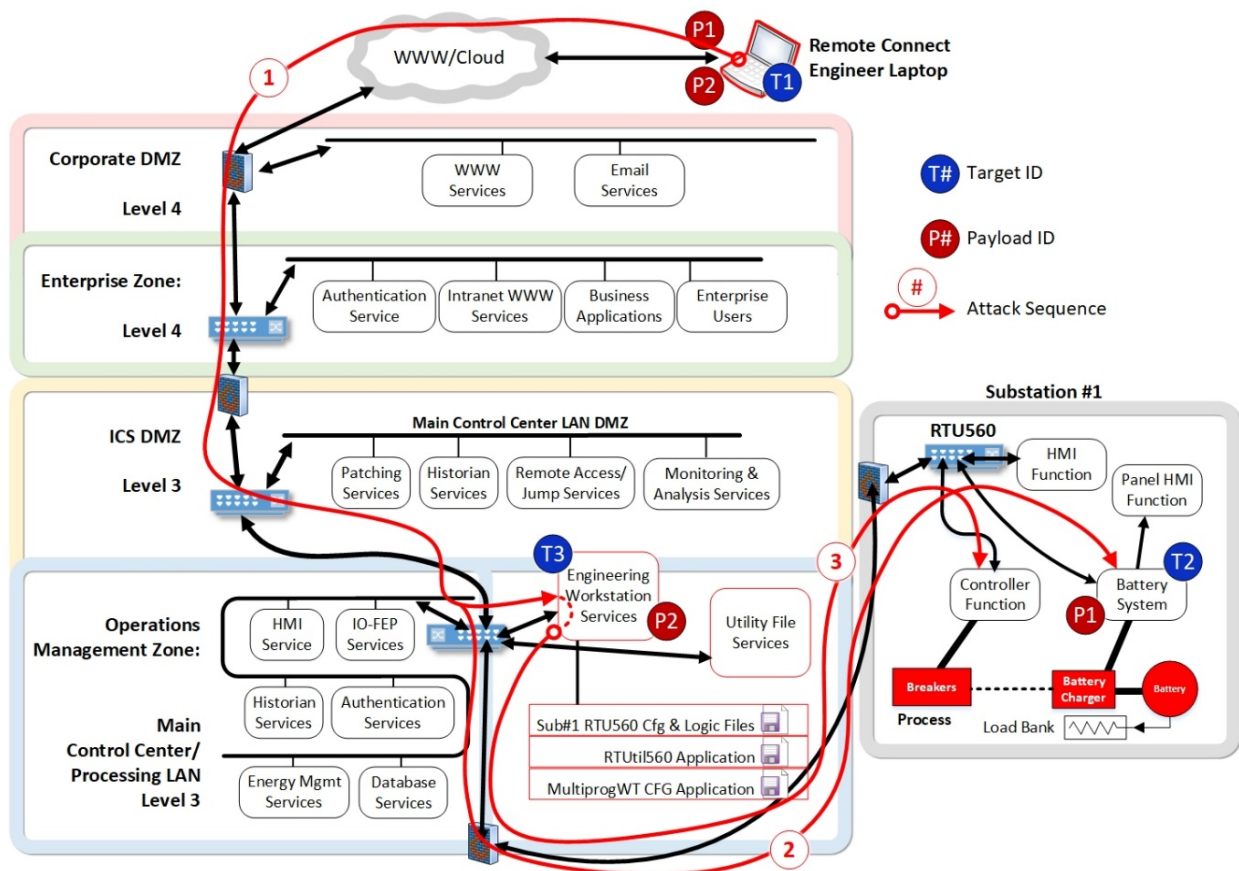 P1
WWW/Cloud
Remote Connect
Engineer Laptop
1
P2
T1
Corporate DMZ
Level 4
WWW
Services
Email
Services
T# Target ID
P# Payload ID
# Attack Sequence
Enterprise Zone:
Level 4
Authentication
Service
Intranet WWW
Services
Business
Applications
Enterprise
Users
ICS DMZ
Level 3
Main Control Center LAN DMZ
Patching
Services
Historian
Services
Remote Access/
Jump Services
Monitoring &
Analysis Services
Substation #1
RTU560
HMI
Function
Panel HMI
Function
3
T2
Controller
Function
Battery
System
P1
Breakers
Process
Battery
Charger
Battery
Load Bank
T3
Engineering
Workstation
Services
P2
Utility File
Services
Operations
Management Zone:
HMI
Service
IO-FEP
Services
Historian
Services
Authentication
Services
Main
Control Center/
Processing LAN
Level 3
Energy Mgmt
Services
Database
Services
Sub#1 RTU560 Cfg & Logic Files
RTUtil560 Application
MultiprogWT CFG Application
2